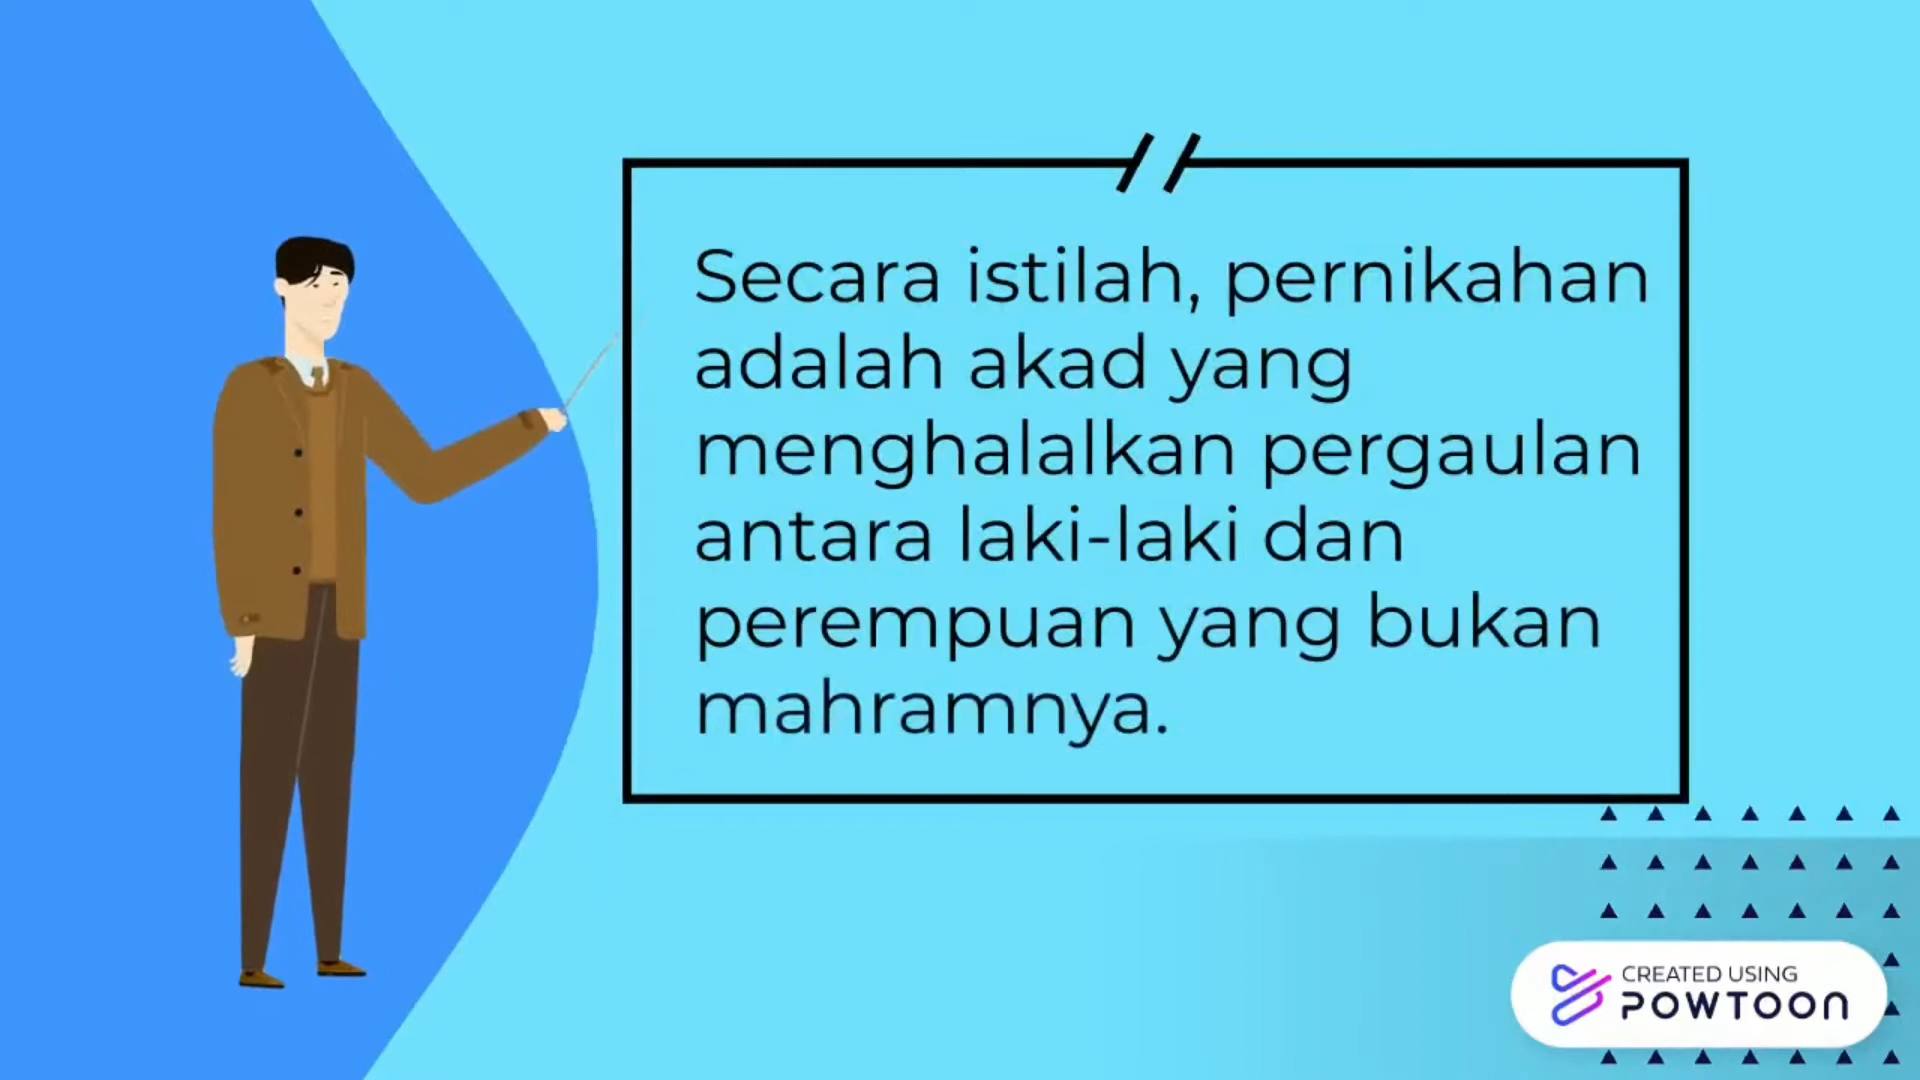 Secara istilah, pernikahan
adalah akad yang
menghalalkan pergaulan
antara laki-laki dan
perempuan yang bukan
mahramnya.
CREATED USING
POWTOON